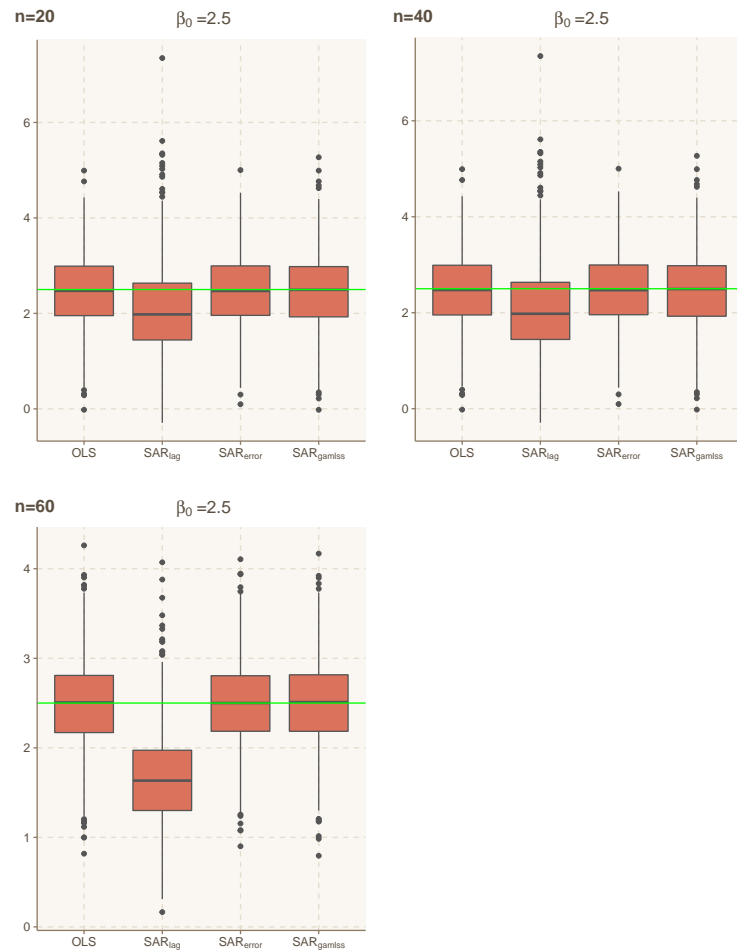 n=20 β₀ =2.5
6
4
2
0
OLS SARlag SARerror SARgamlss
n=40 β₀ =2.5
6
4
2
0
OLS SARlag SARerror SARgamlss
n=60 β₀ =2.5
4
3
2
1
0
OLS SARlag SARerror SARgamlss